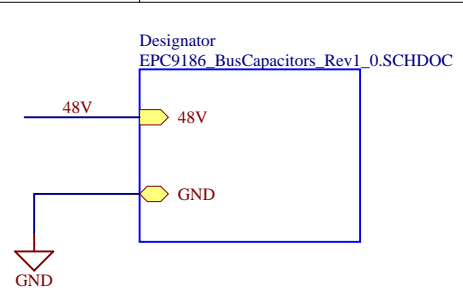 Designator
EPC9186_BusCapacitors_Rev1_0.SCHDOC
48V
48V
GND
GND